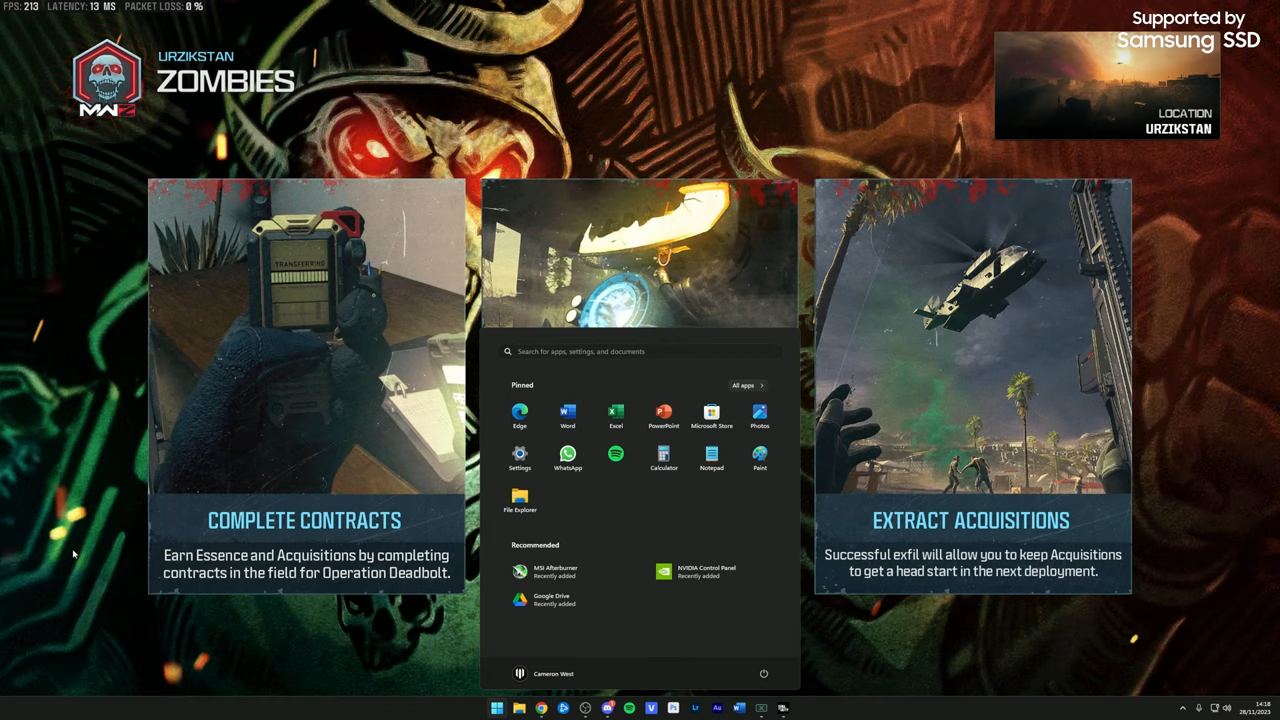 FPS: 213 LATENCY: 13 MS PACKET LOSS: 0 %
Supported by
Samsung SSD
URZIKSTAN
ZOMBIES
MWZ
LOCATION
URZIKSTAN
TRANSFERRING
COMPLETE CONTRACTS
Earn Essence and Acquisitions by completing
contracts in the field for Operation Deadbolt.
Search for apps, settings, and documents
Pinned
All apps
Edge
Word
Excel
PowerPoint
Microsoft Store
Photos
Settings
WhatsApp
Calculator
Notepad
Paint
File Explorer
Recommended
MSI Afterburner
Recently added
NVIDIA Control Panel
Recently added
Google Drive
Recently added
Cameron West
EXTRACT ACQUISITIONS
Successful exfil will allow you to keep Acquisitions
to get a head start in the next deployment.
Ps
Lr
Au
14:18
28/11/2023